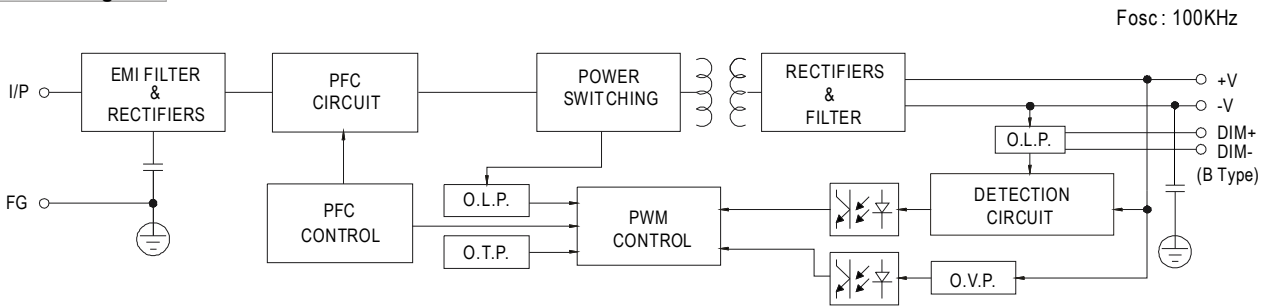 Fosc : 100KHz
I/P
EMI FILTER
&
RECTIFIERS
PFC
CIRCUIT
POWER
SWITCHING
RECTIFIERS
&
FILTER
+V
-V
DIM+
DIM-
(B Type)
O.L.P.
FG
PFC
CONTROL
O.L.P.
O.T.P.
PWM
CONTROL
DETECTION
CIRCUIT
O.V.P.